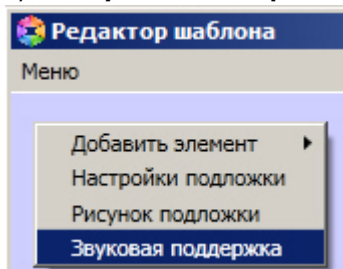 Редактор шаблона
Меню
Добавить элемент
Настройки подложки
Рисунок подложки
Звуковая поддержка